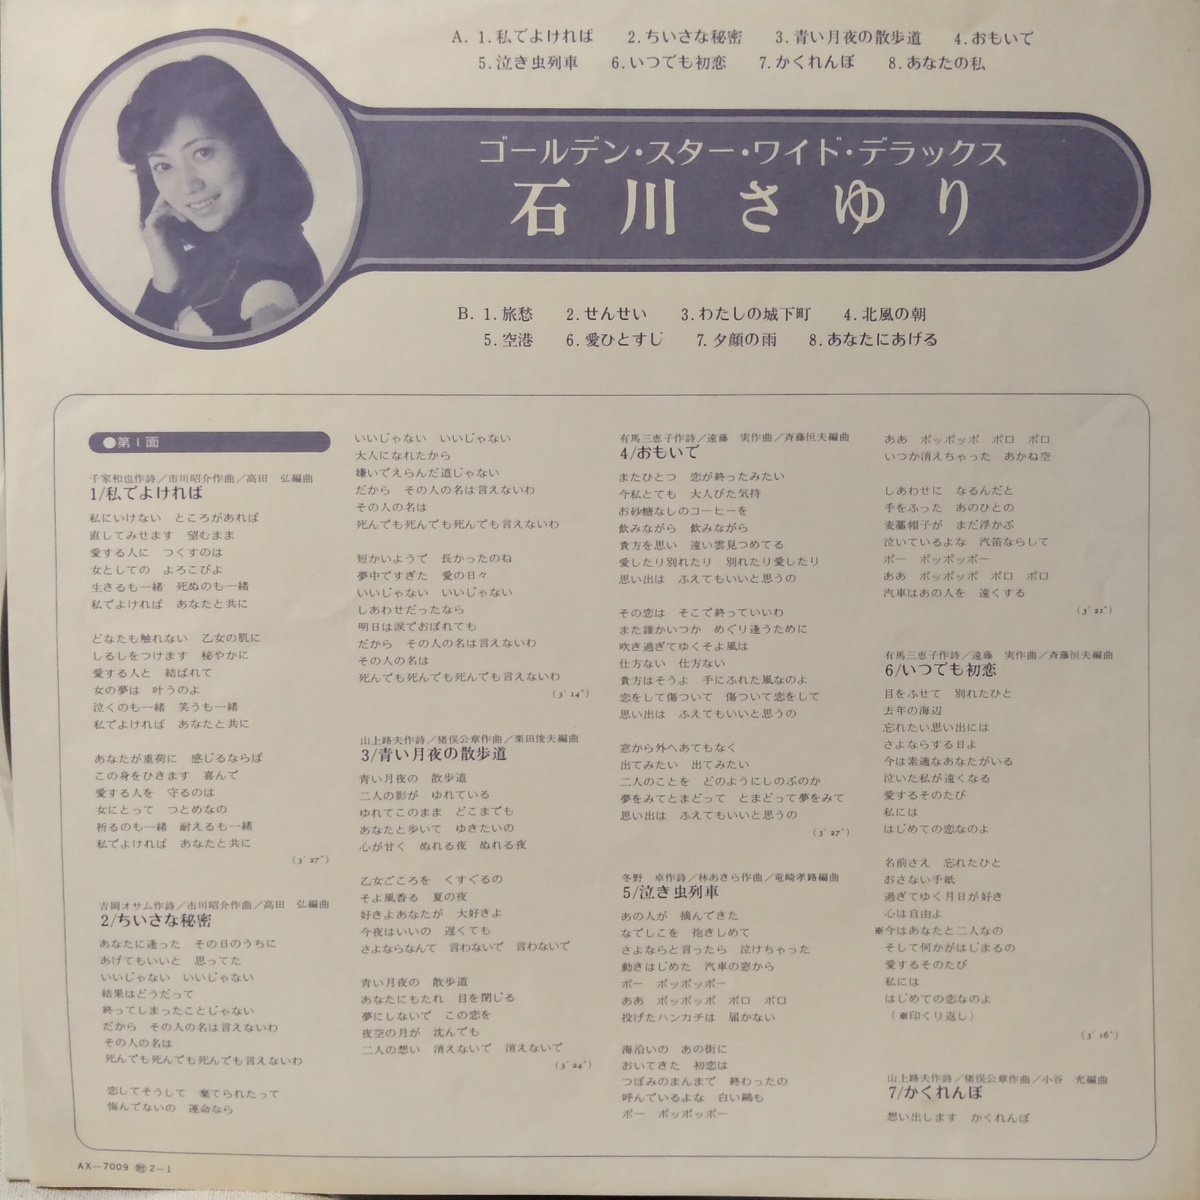 A. 1.私でよければ　2.ちいさな秘密　3.青い月夜の散歩道　4.おもいで
5.泣き虫列車　6.いつでも初恋　7.かくれんぼ　8.あなたの私
ゴールデン・スター・ワイド・デラックス
石川さゆり
B. 1.旅愁　2.せんせい　3.わたしの城下町　4.北風の朝
5.空港　6.愛ひとすじ　7.夕顔の雨　8.あなたにあげる
●第1面
千家和也作詩／市川昭介作曲／高田　弘編曲
1/私でよければ
私にいけない　ところがあれば
直してみせます　望むまま
愛する人に　つくすのは
女としての　よろこびよ
生きるも一緒　死ぬのも一緒
私でよければ　あなたと共に
どなたも触れない　乙女の肌に
しるしをつけます　秘やかに
愛する人と　結ばれて
女の夢は　叶うのよ
泣くのも一緒　笑うも一緒
私でよければ　あなたと共に
あなたが重荷に　感じるならば
この身をひきます　喜んで
愛する人を　守るのは
女にとって　つとめなの
祈るのも一緒　耐えるも一緒
私でよければ　あなたと共に
(3′27″)
吉岡オサム作詩／市川昭介作曲／高田　弘編曲
2/ちいさな秘密
あなたに逢った　その日のうちに
あげてもいいと　思ってた
いいじゃない　いいじゃない
結果はどうだって
終ってしまったことじゃない
だから　その人の名は言えないわ
その人の名は
死んでも死んでも死んでも言えないわ
恋してそうして　棄てられたって
悔んでないの　運命なら
いいじゃない　いいじゃない
大人になれたから
嫌いでえらんだ道じゃない
だから　その人の名は言えないわ
その人の名は
死んでも死んでも死んでも言えないわ
短かいようで　長かったのね
夢中ですぎた　愛の日々
いいじゃない　いいじゃない
しあわせだったなら
明日は涙でおぼれても
だから　その人の名は言えないわ
その人の名は
死んでも死んでも死んでも言えないわ
(3′14″)
山上路夫作詩／猪俣公章作曲／栗田俊夫編曲
3/青い月夜の散歩道
青い月夜の　散歩道
二人の影が　ゆれている
ゆれてこのまま　どこまでも
あなたと歩いて　ゆきたいの
心が甘く　ぬれる夜　ぬれる夜
乙女ごころを　くすぐるの
そよ風香る　夏の夜
好きよあなたが　大好きよ
今夜はいいの　遅くても
さよならなんて　言わないで　言わないで
青い月夜の　散歩道
あなたにもたれ　目を閉じる
夢にしないで　この恋を
夜空の月が　沈んでも
二人の想い　消えないで　消えないで
(3′24″)
有馬三恵子作詩／遠藤　実作曲／斉藤恒夫編曲
4/おもいで
またひとつ　恋が終ったみたい
今私とても　大人びた気持
お砂糖なしのコーヒーを
飲みながら　飲みながら
貴方を思い　遠い雲見つめてる
愛したり別れたり　別れたり愛したり
思い出は　ふえてもいいと思うの
その恋は　そこで終っていいわ
また誰かいつか　めぐり逢うために
吹き過ぎてゆくそよ風は
仕方ない　仕方ない
貴方はそうよ　手にふれた風なのよ
恋をして傷ついて　傷ついて恋をして
思い出は　ふえてもいいと思うの
窓から外へあてもなく
出てみたい　出てみたい
二人のことを　どのようにしのぶのか
夢をみてとまどって　とまどって夢をみて
思い出は　ふえてもいいと思うの
(3′27″)
冬野　卓作詩／林あきら作曲／竜崎孝路編曲
5/泣き虫列車
あの人が　摘んできた
なでしこを　抱きしめて
さよならと言ったら　泣けちゃった
動きはじめた　汽車の窓から
ポー　ポッポッポー
ああ　ポッポッポ　ポロ　ポロ
投げたハンカチは　届かない
海沿いの　あの街に
おいてきた　初恋は
つぼみのまんまで　終わったの
呼んでいるよな　白い鷗も
ポー　ポッポッポー
ああ　ポッポッポ　ポロ　ポロ
いつか消えちゃった　あかね空
しあわせに　なるんだと
手をふった　あのひとの
麦藁帽子が　まだ浮かぶ
泣いているよな　汽笛ならして
ポー　ポッポッポー
ああ　ポッポッポ　ポロ　ポロ
汽車はあの人を　遠くする
(3′21″)
有馬三恵子作詩／遠藤　実作曲／斉藤恒夫編曲
6/いつでも初恋
目をふせて　別れたひと
去年の海辺
忘れたい思い出には
さよならする日よ
今は素適なあなたがいる
泣いた私が遠くなる
愛するそのたび
私には
はじめての恋なのよ
名前さえ　忘れたひと
おさない手紙
過ぎてゆく月日が好き
心は自由よ
※今はあなたと二人なの
そして何かがはじまるの
愛するそのたび
私には
はじめての恋なのよ
(※印くり返し)
(3′16″)
山上路夫作詩／猪俣公章作曲／小谷　充編曲
7/かくれんぼ
想い出します　かくれんぼ
AX-7009 2-1